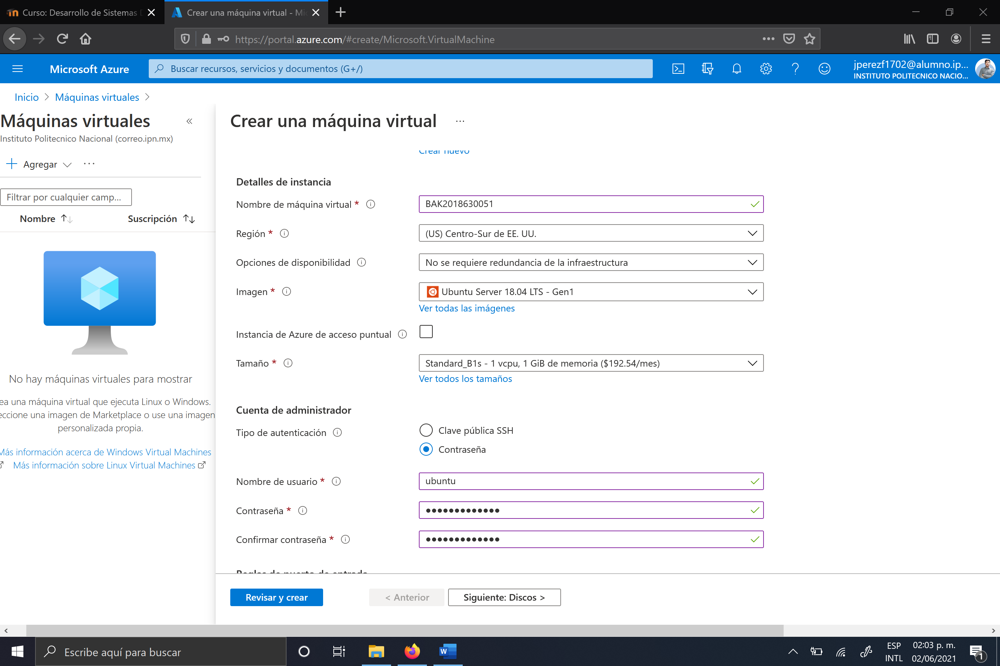 Curso: Desarrollo de Sistemas D
Crear una máquina virtual - Mic
https://portal.azure.com/#create/Microsoft.VirtualMachine
Microsoft Azure
Buscar recursos, servicios y documentos (G+/)
jperezf1702@alumno.ip...
INSTITUTO POLITECNICO NACIO...
Inicio > Máquinas virtuales >
Máquinas virtuales
Instituto Politecnico Nacional (correo.ipn.mx)
+ Agregar ...
Filtrar por cualquier camp...
Nombre ↑↓ Suscripción ↑↓
No hay máquinas virtuales para mostrar
ea una máquina virtual que ejecuta Linux o Windows.
eccione una imagen de Marketplace o use una imagen
personalizada propia.
Más información acerca de Windows Virtual Machines
Más información sobre Linux Virtual Machines
Crear una máquina virtual ...
Crear nuevo
Detalles de instancia
Nombre de máquina virtual * BAK2018630051
Región * (US) Centro-Sur de EE. UU.
Opciones de disponibilidad No se requiere redundancia de la infraestructura
Imagen * Ubuntu Server 18.04 LTS - Gen1
Ver todas las imágenes
Instancia de Azure de acceso puntual
Tamaño * Standard_B1s - 1 vcpu, 1 GiB de memoria ($192.54/mes)
Ver todos los tamaños
Cuenta de administrador
Tipo de autenticación Clave pública SSH
Contraseña
Nombre de usuario * ubuntu
Contraseña * •••••••••••••
Confirmar contraseña * •••••••••••••
Reglas de puerto de entrada
Revisar y crear < Anterior Siguiente: Discos >
Escribe aquí para buscar
ESP
INTL
02:03 p. m.
02/06/2021
1